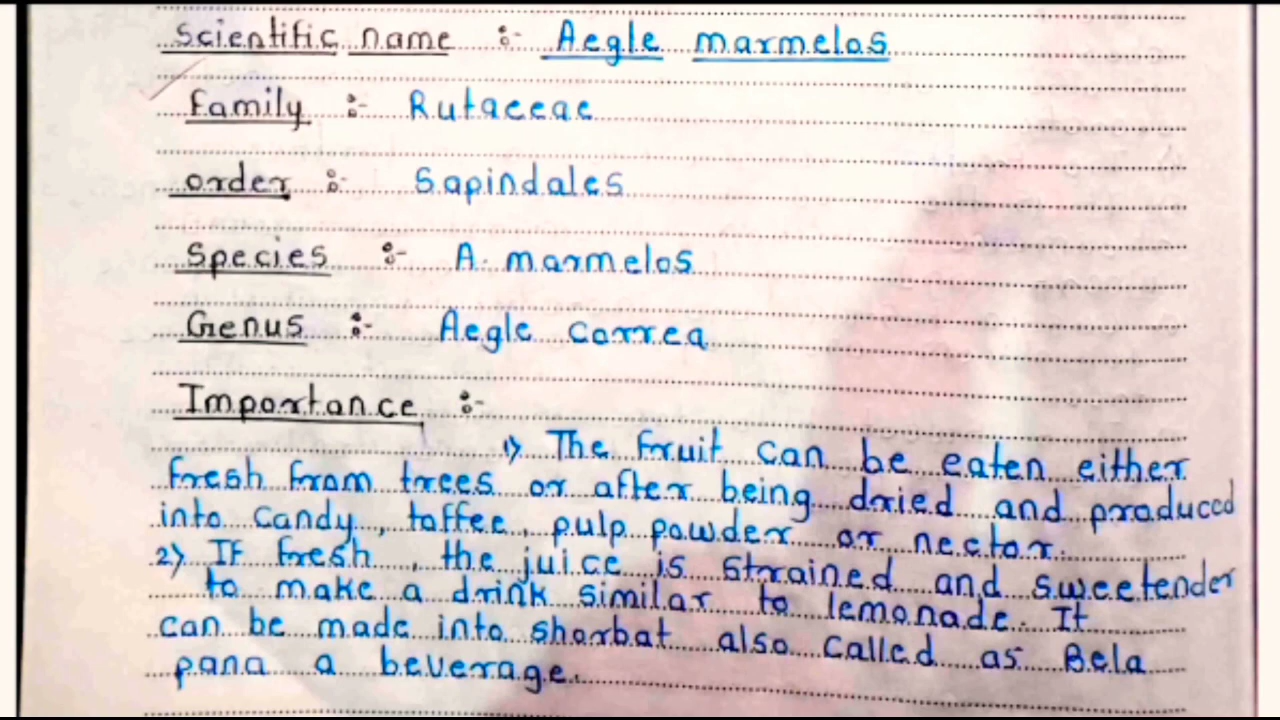 Scientific name :- Aegle marmelos
Family :- Rutaceae
order :- Sapindales
Species :- A. marmelos
Genus :- Aegle correa
Importance :-
1) The fruit can be eaten either
fresh from trees or after being dried and produced
into candy, toffee, pulp powder or nector.
2) If fresh, the juice is strained and sweetender
to make a drink similar to lemonade. It
can be made into shorbat also called as Bela
pana a beverage.